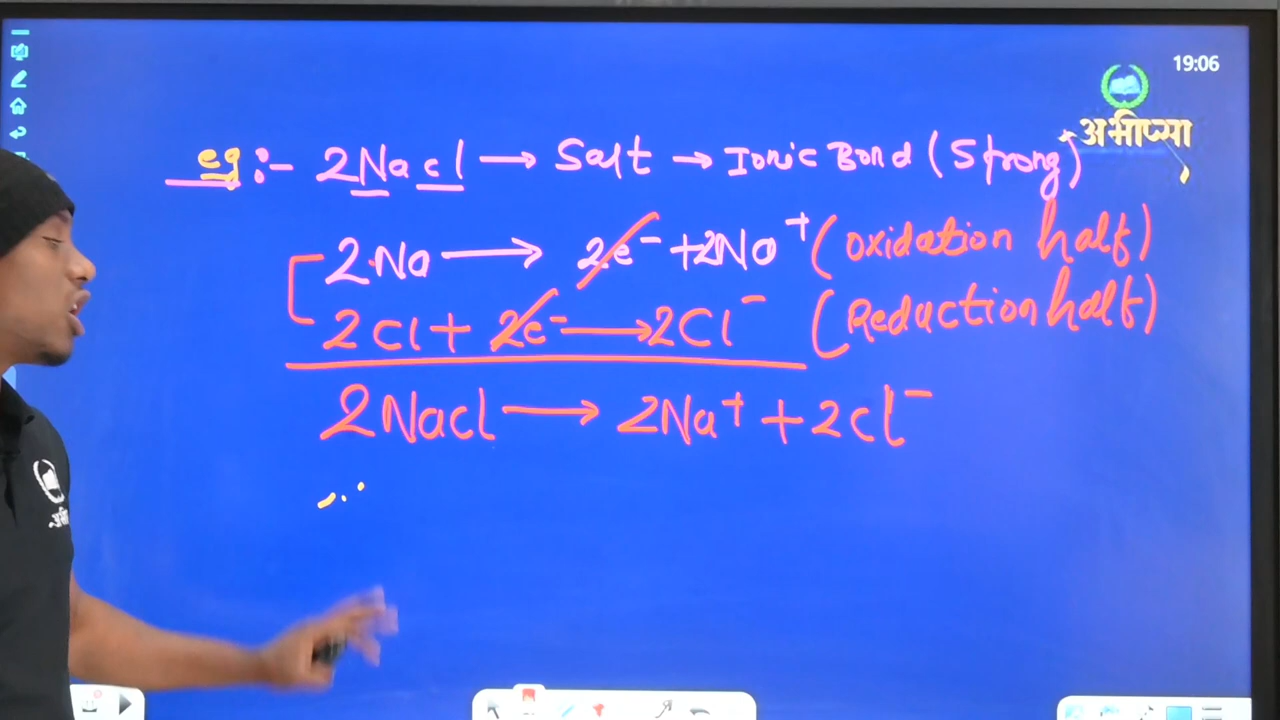 19:06
अभीप्सा
eg:- 2Nacl → Salt → Ionic Bond (Strong)
2Na → 2e⁻ + 2Na⁺ (oxidation half)
2Cl + 2e⁻ → 2Cl⁻ (Reduction half)
2Nacl → 2Na⁺ + 2cl⁻